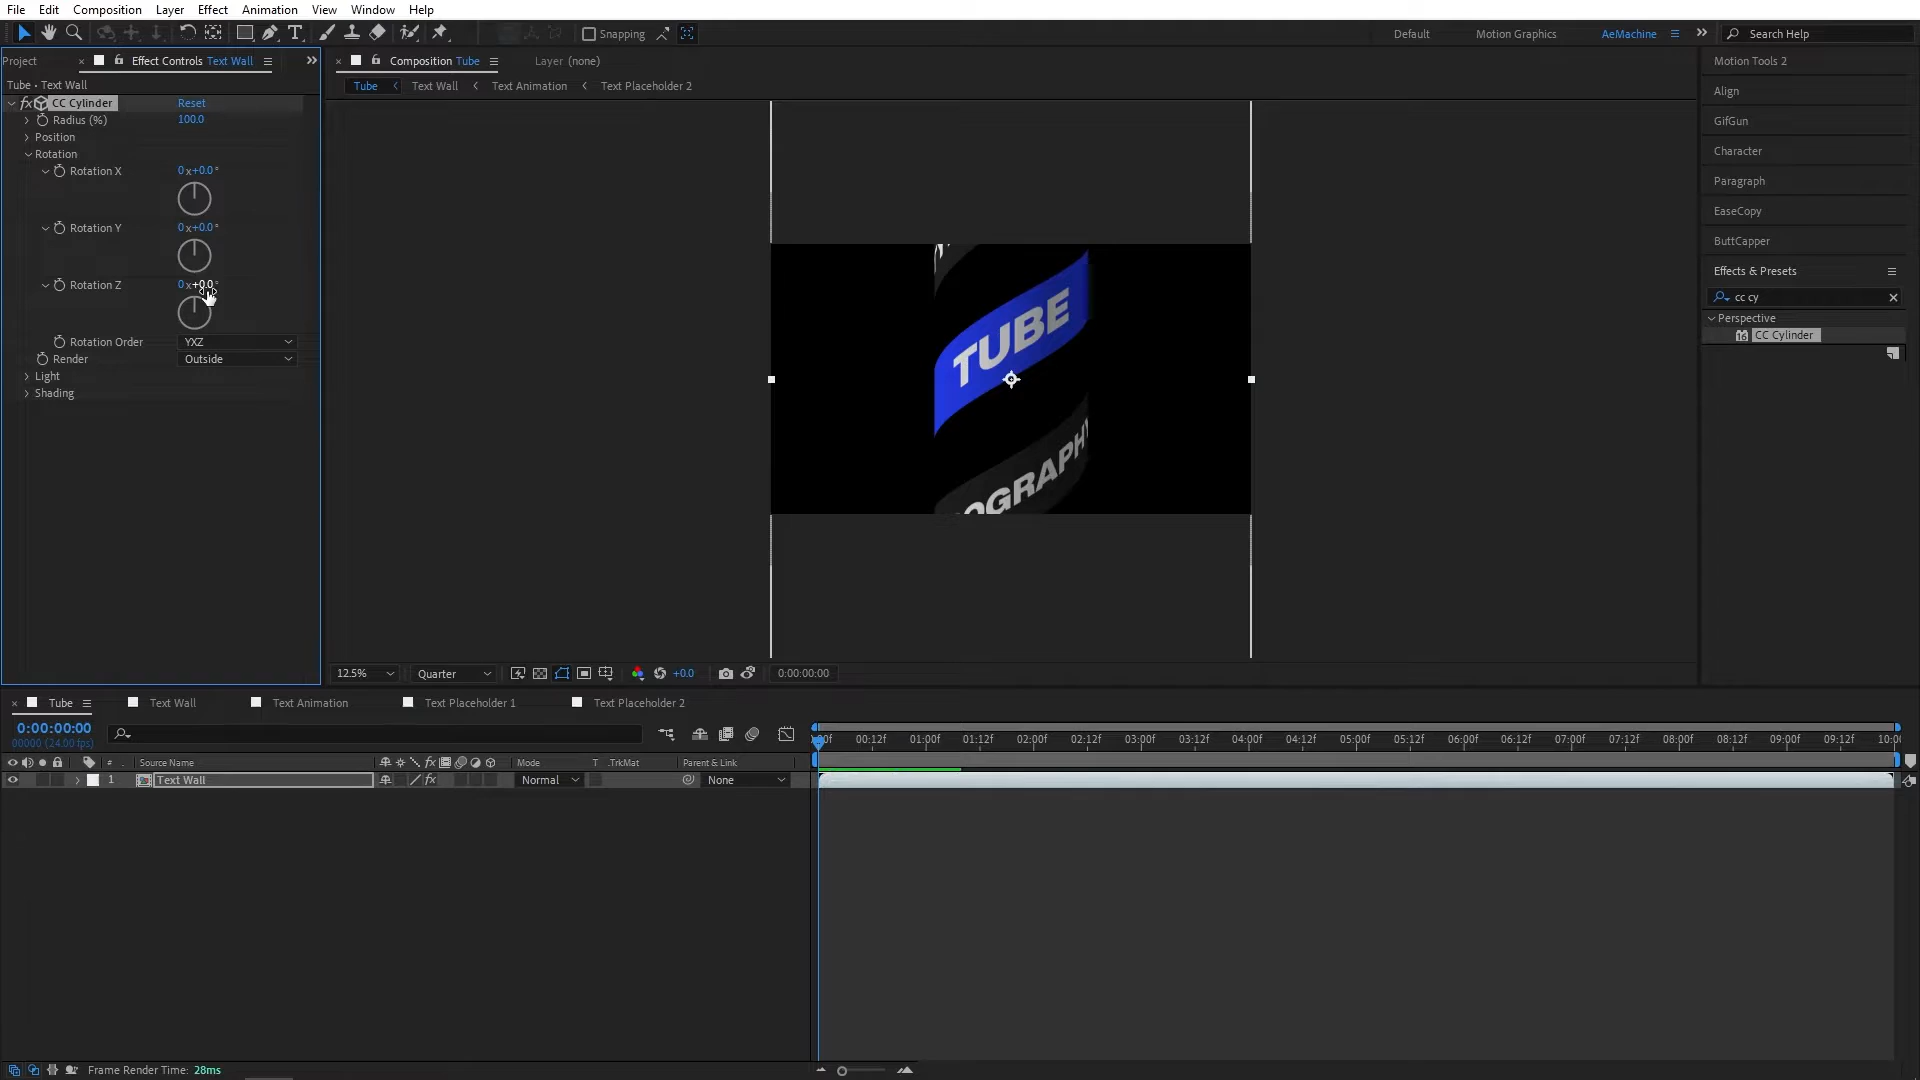 File Edit Composition Layer Effect Animation View Window Help
Snapping Default Motion Graphics AeMachine Search Help
Project Effect Controls Text Wall
Composition Tube Layer (none)
Tube • Text Wall
Tube Text Wall Text Animation Text Placeholder 2
fx CC Cylinder Reset
Radius (%) 100.0
Position
Rotation
Rotation X 0x+0.0°
Rotation Y 0x+0.0°
Rotation Z 0x+0.0°
Rotation Order YXZ
Render Outside
Light
Shading
TUBE
OGRAPHY
Motion Tools 2
Align
GifGun
Character
Paragraph
EaseCopy
ButtCapper
Effects & Presets
cc cy
Perspective
16 CC Cylinder
12.5% Quarter +0.0 0:00:00:00
Tube Text Wall Text Animation Text Placeholder 1 Text Placeholder 2
0:00:00:00
00000 (24.00 fps)
00f 00:12f 01:00f 01:12f 02:00f 02:12f 03:00f 03:12f 04:00f 04:12f 05:00f 05:12f 06:00f 06:12f 07:00f 07:12f 08:00f 08:12f 09:00f 09:12f 10:0
# Source Name fx Mode T .TrkMat Parent & Link
1 Text Wall fx Normal None
Frame Render Time: 28ms